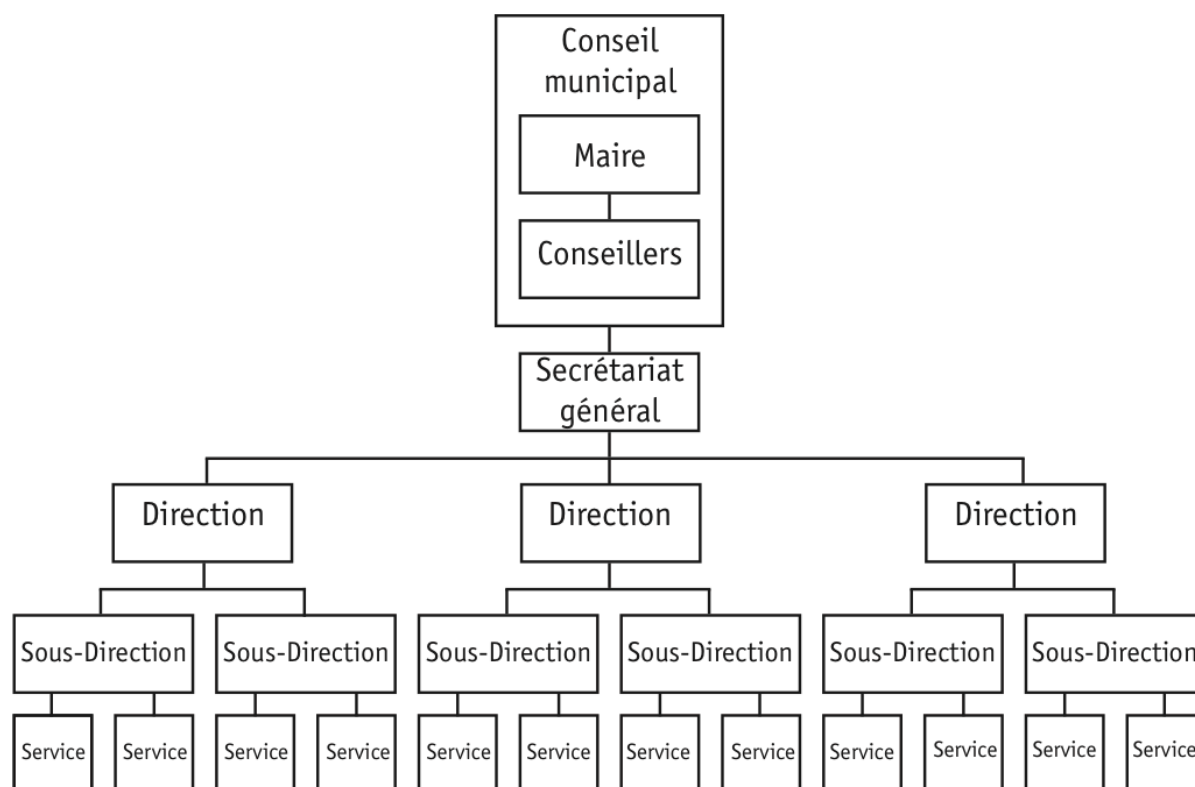 Conseil
municipal
Maire
Conseillers
Secrétariat
général
Direction
Direction
Direction
Sous-Direction
Sous-Direction
Sous-Direction
Sous-Direction
Sous-Direction
Sous-Direction
Service
Service
Service
Service
Service
Service
Service
Service
Service
Service
Service
Service